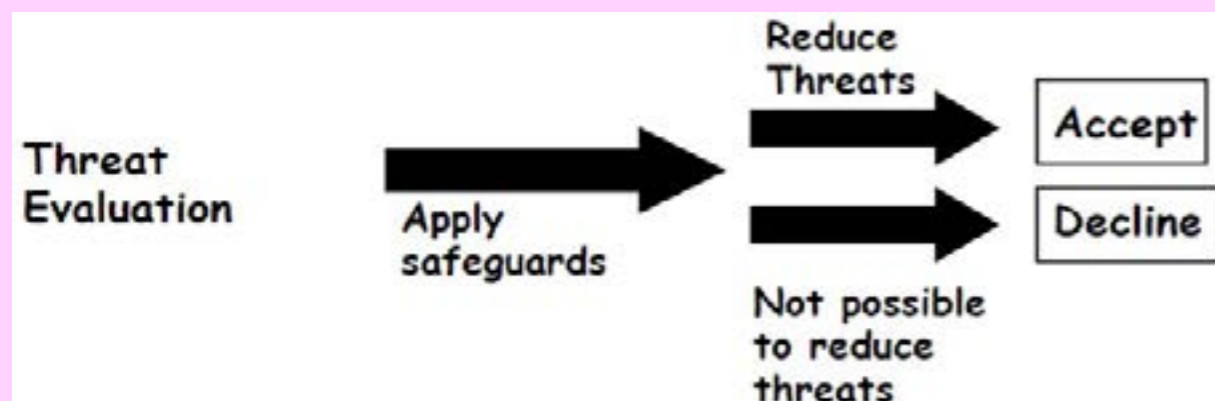 Threat
Evaluation
Apply
safeguards
Reduce
Threats
Accept
Decline
Not possible
to reduce
threats